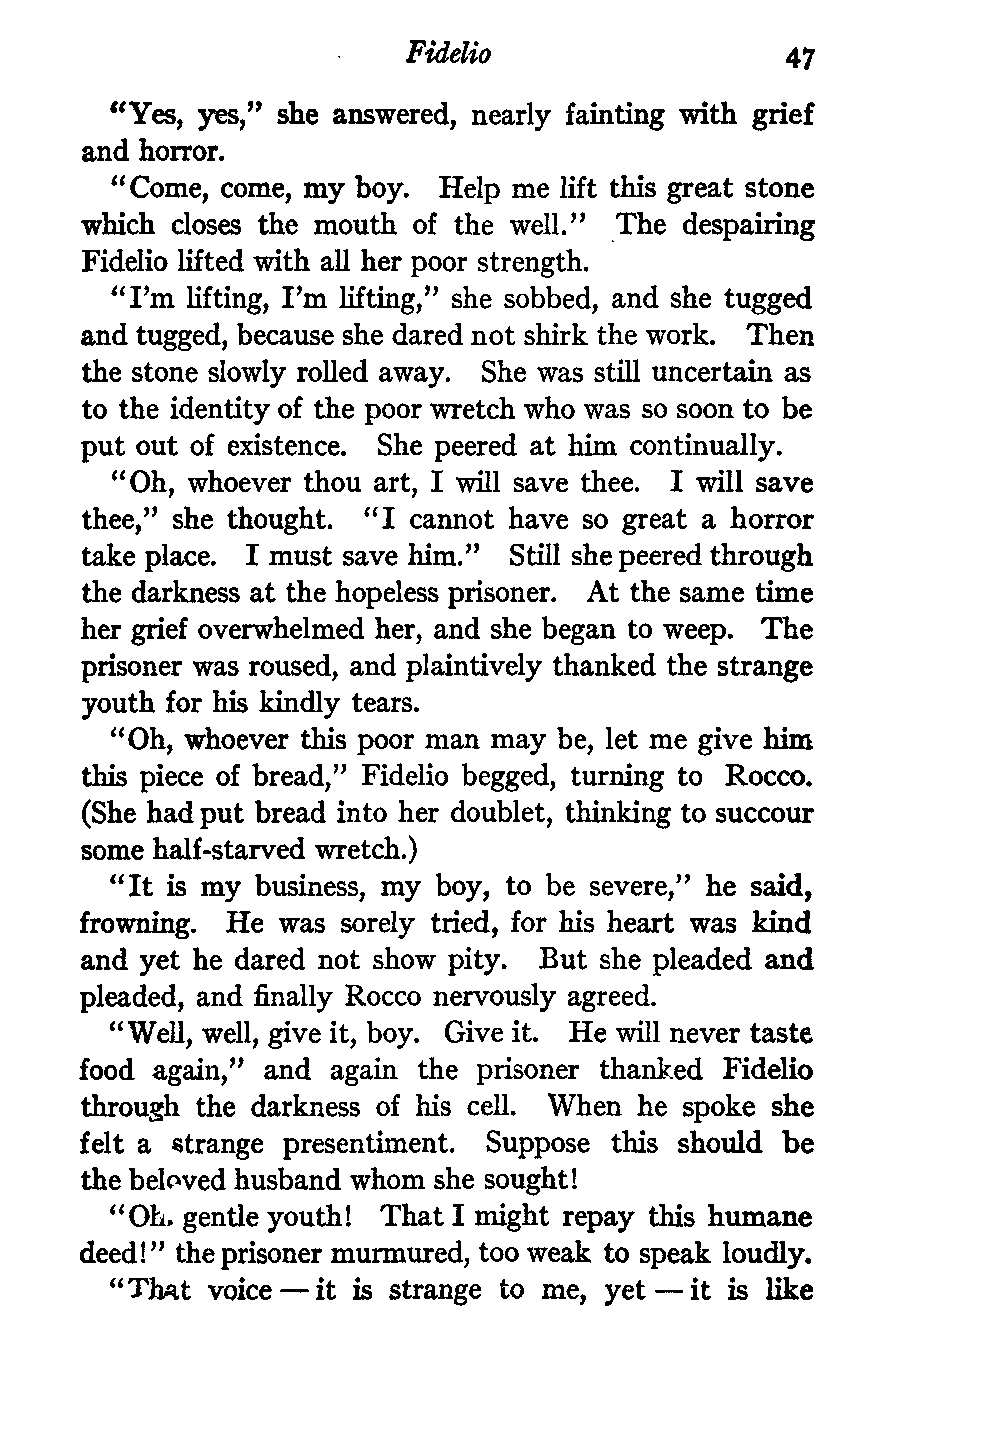 Fidelio 47
“Yes, yes,” she answered, nearly fainting with grief
and horror.
“Come, come, my boy. Help me lift this great stone
which closes the mouth of the well.” The despairing
Fidelio lifted with all her poor strength.
“I’m lifting, I’m lifting,” she sobbed, and she tugged
and tugged, because she dared not shirk the work. Then
the stone slowly rolled away. She was still uncertain as
to the identity of the poor wretch who was so soon to be
put out of existence. She peered at him continually.
“Oh, whoever thou art, I will save thee. I will save
thee,” she thought. “I cannot have so great a horror
take place. I must save him.” Still she peered through
the darkness at the hopeless prisoner. At the same time
her grief overwhelmed her, and she began to weep. The
prisoner was roused, and plaintively thanked the strange
youth for his kindly tears.
“Oh, whoever this poor man may be, let me give him
this piece of bread,” Fidelio begged, turning to Rocco.
(She had put bread into her doublet, thinking to succour
some half-starved wretch.)
“It is my business, my boy, to be severe,” he said,
frowning. He was sorely tried, for his heart was kind
and yet he dared not show pity. But she pleaded and
pleaded, and finally Rocco nervously agreed.
“Well, well, give it, boy. Give it. He will never taste
food again,” and again the prisoner thanked Fidelio
through the darkness of his cell. When he spoke she
felt a strange presentiment. Suppose this should be
the beloved husband whom she sought!
“Oh, gentle youth! That I might repay this humane
deed!” the prisoner murmured, too weak to speak loudly.
“That voice — it is strange to me, yet — it is like